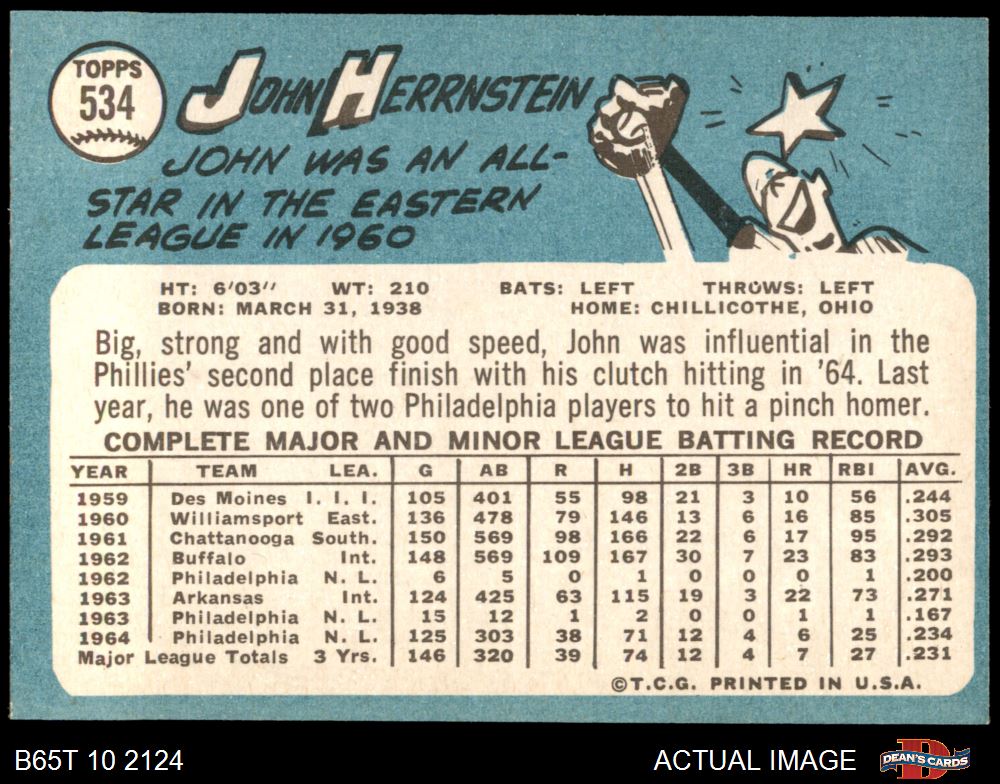 TOPPS
534
JOHN HERRNSTEIN
JOHN WAS AN ALL-
STAR IN THE EASTERN
LEAGUE IN 1960
HT: 6'03" WT: 210 BATS: LEFT THROWS: LEFT
BORN: MARCH 31, 1938 HOME: CHILLICOTHE, OHIO
Big, strong and with good speed, John was influential in the
Phillies' second place finish with his clutch hitting in '64. Last
year, he was one of two Philadelphia players to hit a pinch homer.
COMPLETE MAJOR AND MINOR LEAGUE BATTING RECORD
YEAR TEAM LEA. G AB R H 2B 3B HR RBI AVG.
1959 Des Moines I. I. I. 105 401 55 98 21 3 10 56 .244
1960 Williamsport East. 136 478 79 146 13 6 16 85 .305
1961 Chattanooga South. 150 569 98 166 22 6 17 95 .292
1962 Buffalo Int. 148 569 109 167 30 7 23 83 .293
1962 Philadelphia N. L. 6 5 0 1 0 0 0 1 .200
1963 Arkansas Int. 124 425 63 115 19 3 22 73 .271
1963 Philadelphia N. L. 15 12 1 2 0 0 1 1 .167
1964 Philadelphia N. L. 125 303 38 71 12 4 6 25 .234
Major League Totals 3 Yrs. 146 320 39 74 12 4 7 27 .231
©T.C.G. PRINTED IN U.S.A.
B65T 10 2124 ACTUAL IMAGE DEAN'S CARDS